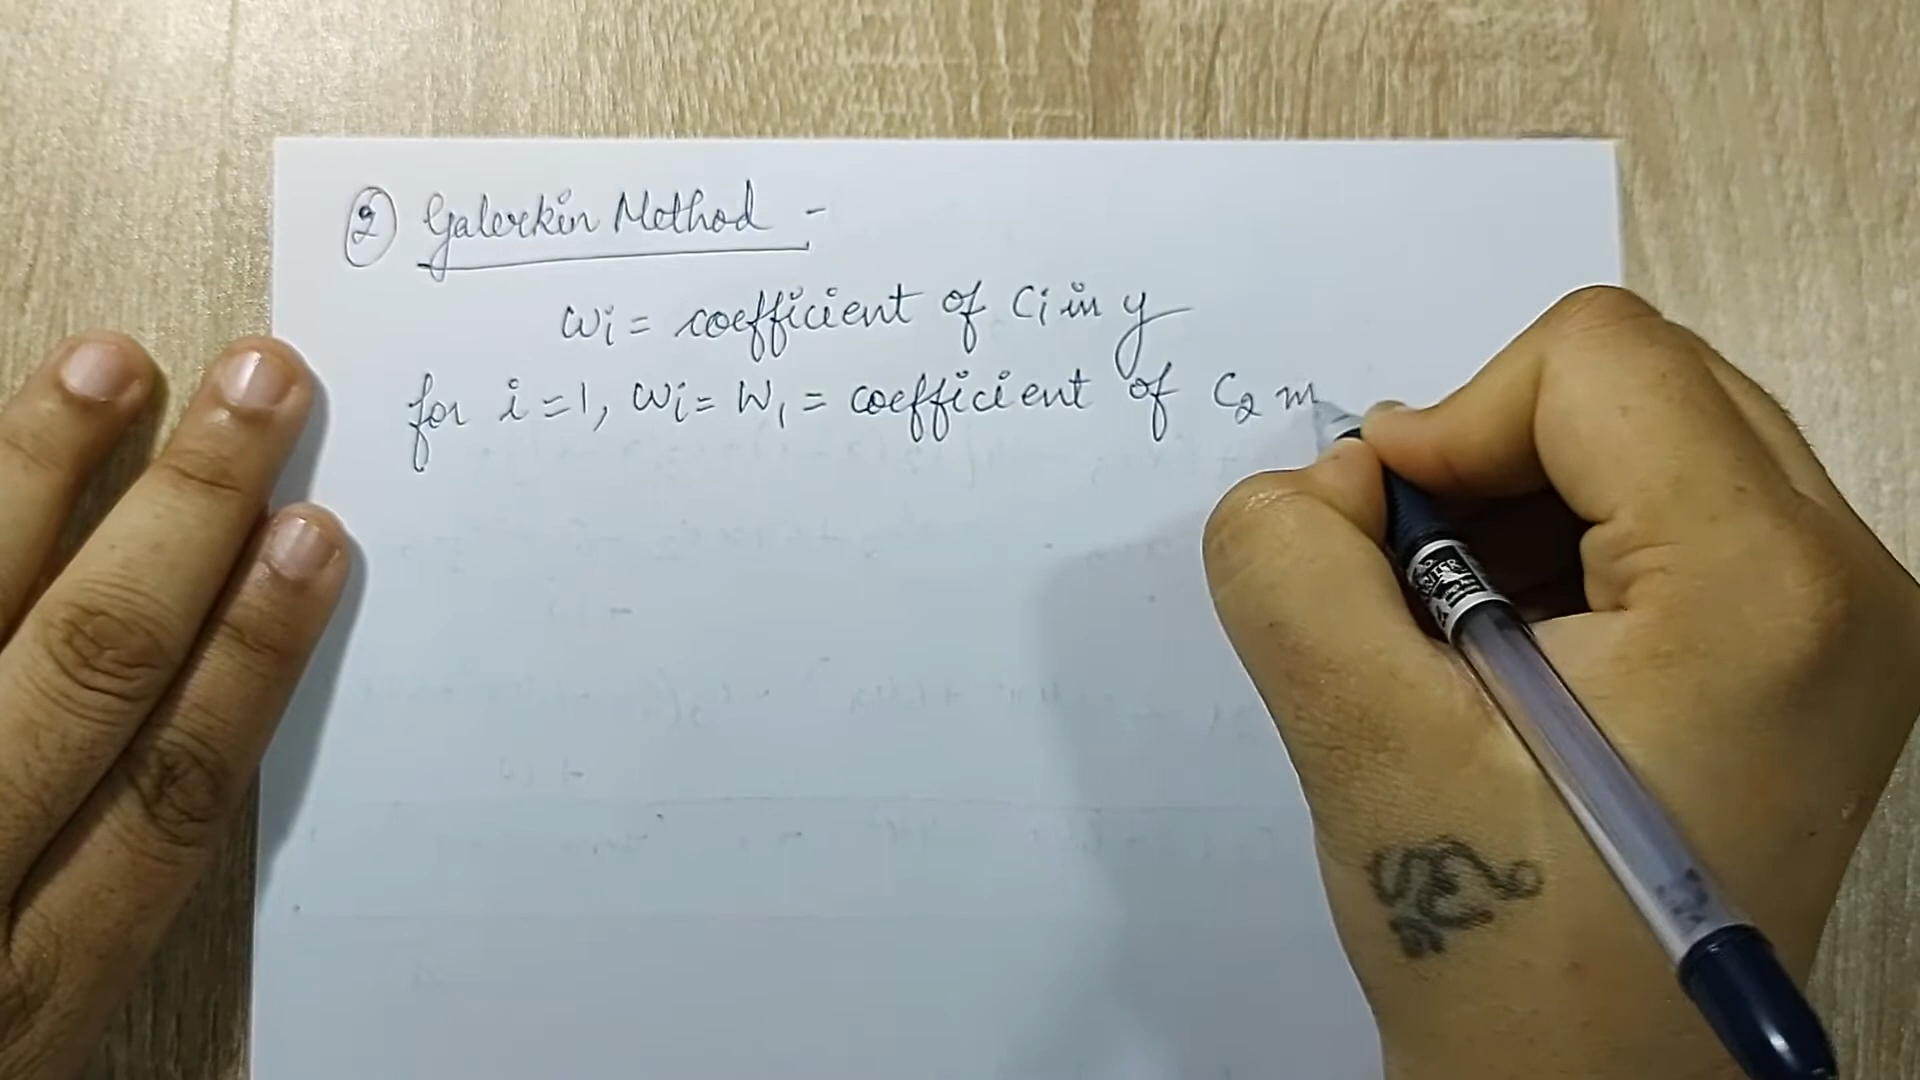 ② Galerkin Method -
Wi = coefficient of Ci in y
for i = 1, Wi = W₁ = coefficient of C₂ in